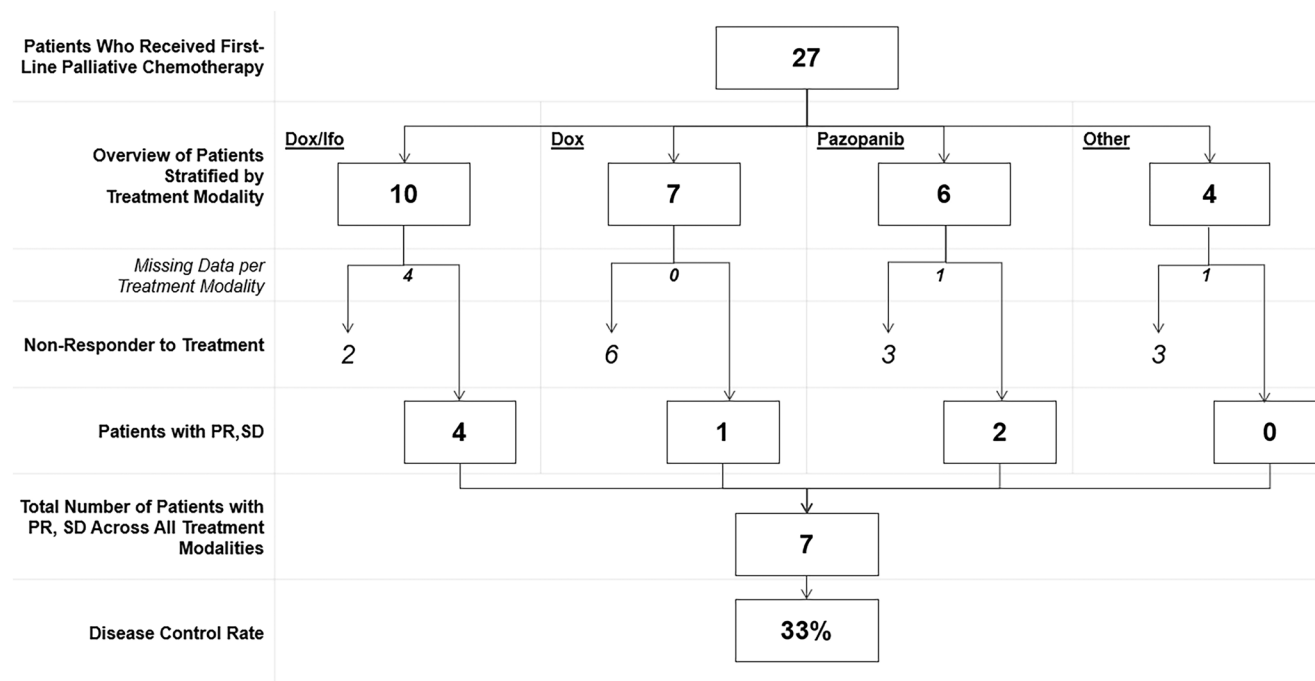 Patients Who Received First-
Line Palliative Chemotherapy
27
Overview of Patients
Stratified by
Treatment Modality
Dox/Ifo
Dox
Pazopanib
Other
10
7
6
4
Missing Data per
Treatment Modality
4
0
1
1
Non-Responder to Treatment
2
6
3
3
Patients with PR,SD
4
1
2
0
Total Number of Patients with
PR, SD Across All Treatment
Modalities
7
Disease Control Rate
33%